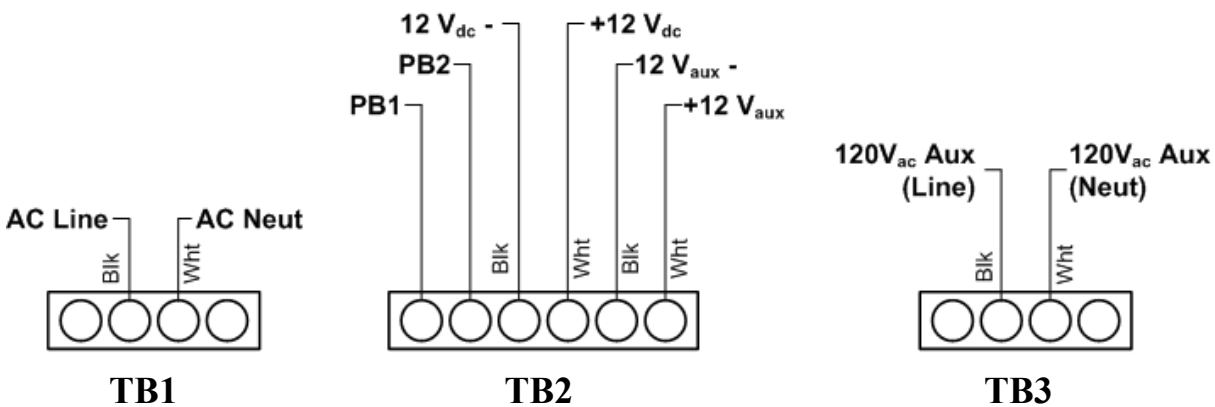 12 Vdc -
+12 Vdc
PB2
12 Vaux -
PB1
+12 Vaux
Blk
Wht
Blk
Wht
AC Line
AC Neut
Blk
Wht
120Vac Aux
(Line)
120Vac Aux
(Neut)
Blk
Wht
TB1
TB2
TB3